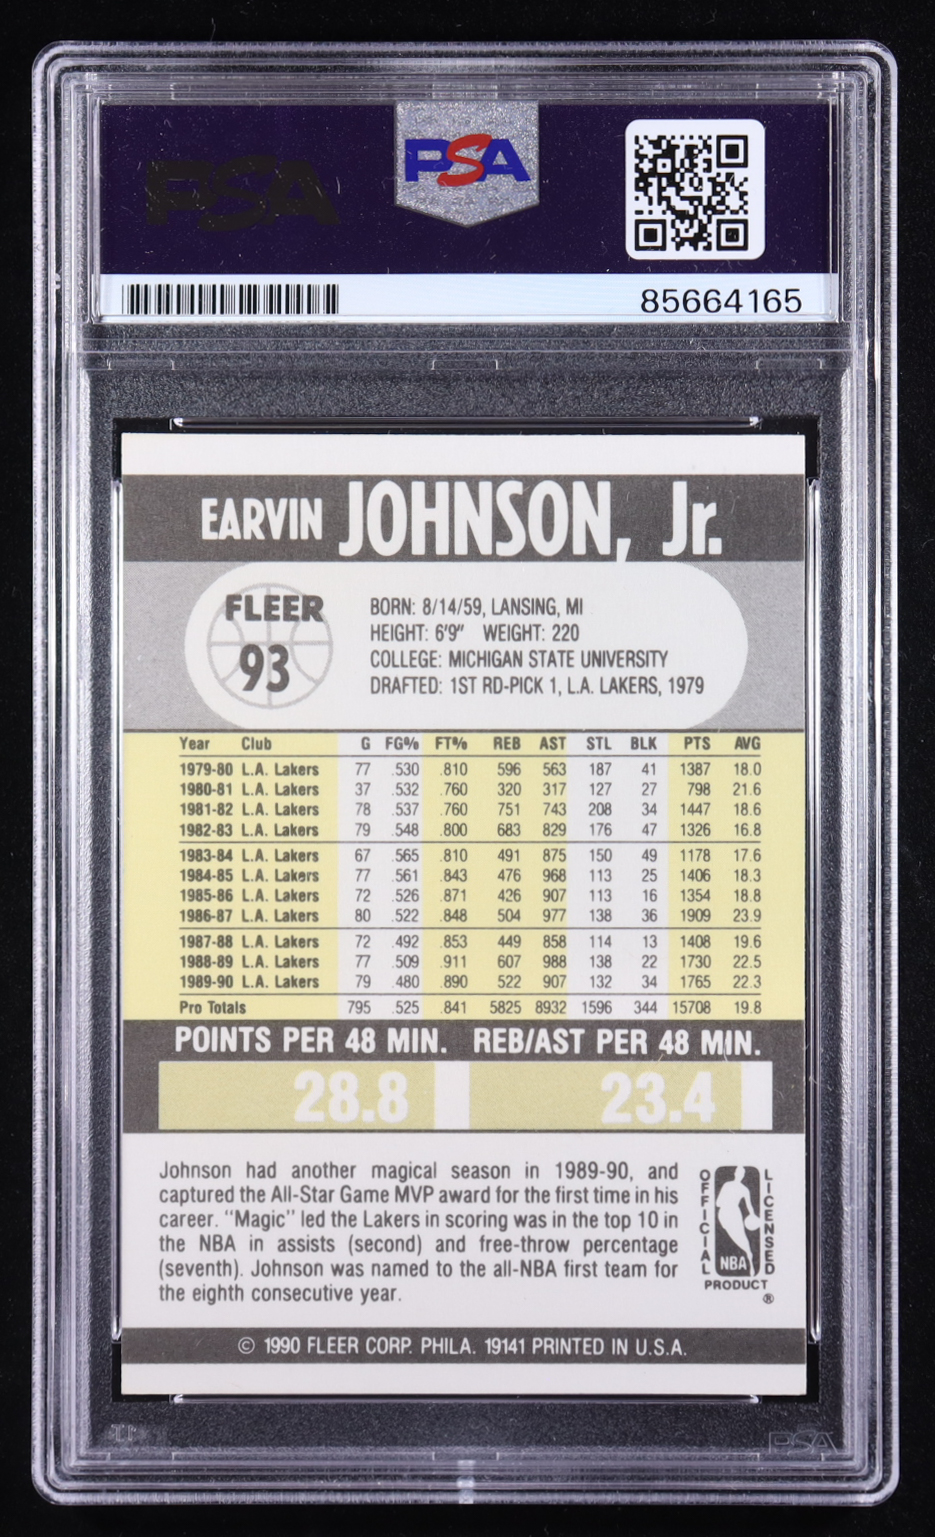 PSA
PSA
85664165
EARVIN JOHNSON, Jr.
FLEER
93
BORN: 8/14/59, LANSING, MI
HEIGHT: 6'9" WEIGHT: 220
COLLEGE: MICHIGAN STATE UNIVERSITY
DRAFTED: 1ST RD-PICK 1, L.A. LAKERS, 1979
Year Club G FG% FT% REB AST STL BLK PTS AVG
1979-80 L.A. Lakers 77 .530 .810 596 563 187 41 1387 18.0
1980-81 L.A. Lakers 37 .532 .760 320 317 127 27 798 21.6
1981-82 L.A. Lakers 78 .537 .760 751 743 208 34 1447 18.6
1982-83 L.A. Lakers 79 .548 .800 683 829 176 47 1326 16.8
1983-84 L.A. Lakers 67 .565 .810 491 875 150 49 1178 17.6
1984-85 L.A. Lakers 77 .561 .843 476 968 113 25 1406 18.3
1985-86 L.A. Lakers 72 .526 .871 426 907 113 16 1354 18.8
1986-87 L.A. Lakers 80 .522 .848 504 977 138 36 1909 23.9
1987-88 L.A. Lakers 72 .492 .853 449 858 114 13 1408 19.6
1988-89 L.A. Lakers 77 .509 .911 607 988 138 22 1730 22.5
1989-90 L.A. Lakers 79 .480 .890 522 907 132 34 1765 22.3
Pro Totals 795 .525 .841 5825 8932 1596 344 15708 19.8
POINTS PER 48 MIN. REB/AST PER 48 MIN.
28.8 23.4
Johnson had another magical season in 1989-90, and
captured the All-Star Game MVP award for the first time in his
career. "Magic" led the Lakers in scoring was in the top 10 in
the NBA in assists (second) and free-throw percentage
(seventh). Johnson was named to the all-NBA first team for
the eighth consecutive year.
OFFICIAL
LICENSED
NBA
PRODUCT
®
© 1990 FLEER CORP. PHILA. 19141 PRINTED IN U.S.A.
PSA